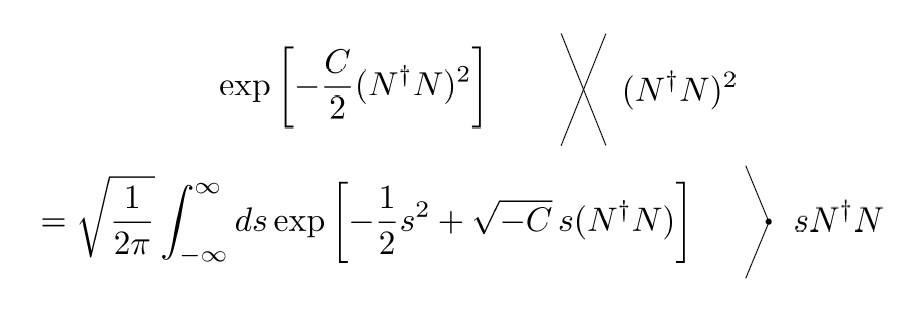 exp [ −C/2 (N†N)² ] (N†N)²
= √(1/2π) ∫_{−∞}^{∞} ds exp [ −1/2 s² + √−C s(N†N) ] sN†N